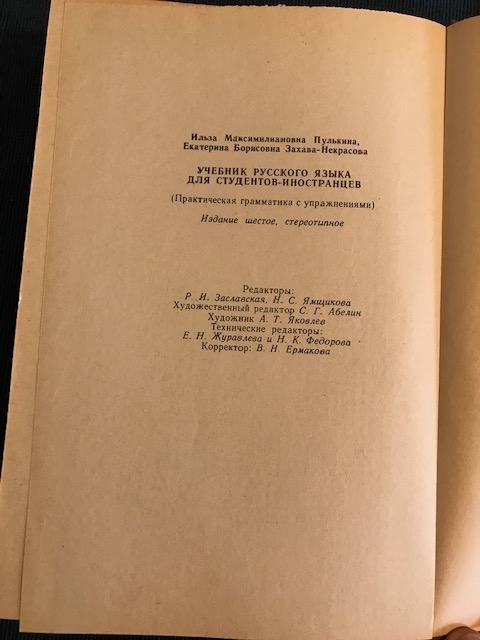 Ильза Максимилиановна Пулькина,
Екатерина Борисовна Захава-Некрасова
УЧЕБНИК РУССКОГО ЯЗЫКА
ДЛЯ СТУДЕНТОВ-ИНОСТРАНЦЕВ
(Практическая грамматика с упражнениями)
Издание шестое, стереотипное
Редакторы:
Р. И. Заславская, Н. С. Ямщикова
Художественный редактор С. Г. Абелин
Художник А. Т. Яковлев
Технические редакторы:
Е. Н. Журавлева и Н. К. Федорова
Корректор: В. Н. Ермакова